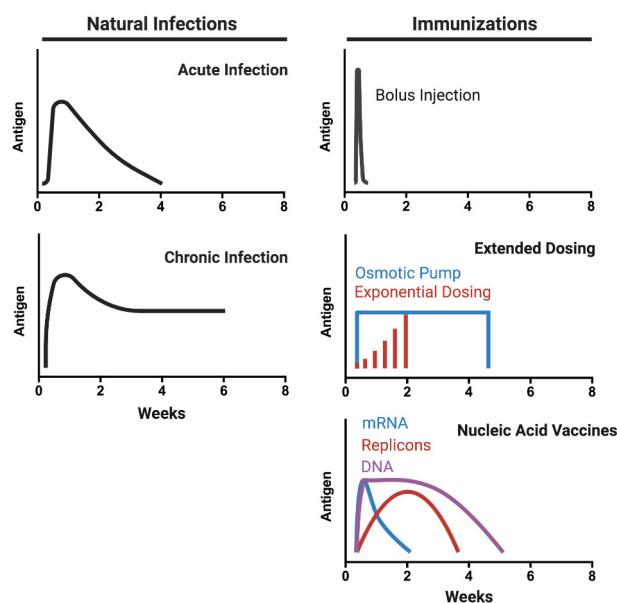 Natural Infections
Acute Infection
Antigen
0 2 4 6 8
Chronic Infection
Antigen
0 2 4 6 8
Weeks
Immunizations
Bolus Injection
Antigen
0 2 4 6 8
Extended Dosing
Osmotic Pump
Exponential Dosing
Antigen
0 2 4 6 8
mRNA
Nucleic Acid Vaccines
Replicons
DNA
Antigen
0 2 4 6 8
Weeks